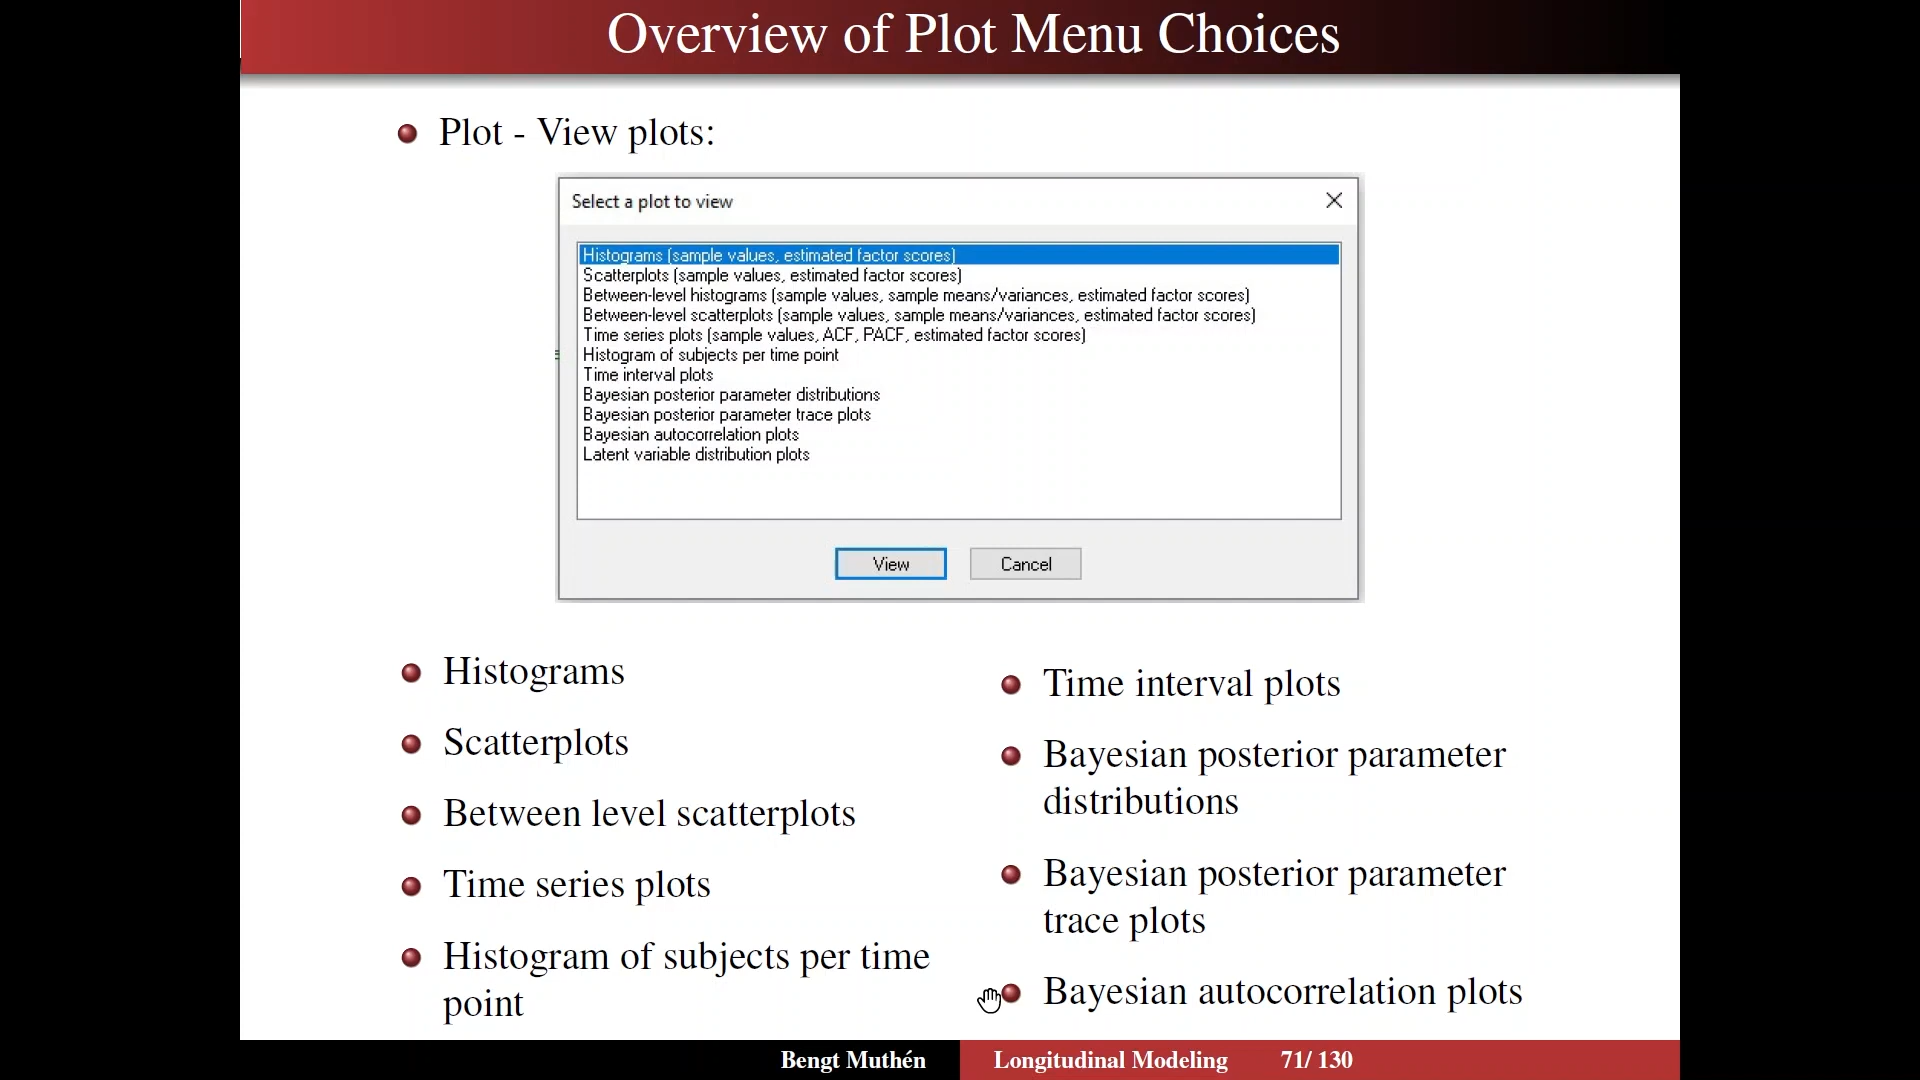 Overview of Plot Menu Choices
Plot - View plots:
Select a plot to view
Histograms (sample values, estimated factor scores)
Scatterplots (sample values, estimated factor scores)
Between-level histograms (sample values, sample means/variances, estimated factor scores)
Between-level scatterplots (sample values, sample means/variances, estimated factor scores)
Time series plots (sample values, ACF, PACF, estimated factor scores)
Histogram of subjects per time point
Time interval plots
Bayesian posterior parameter distributions
Bayesian posterior parameter trace plots
Bayesian autocorrelation plots
Latent variable distribution plots
View
Cancel
Histograms
Scatterplots
Between level scatterplots
Time series plots
Histogram of subjects per time
point
Time interval plots
Bayesian posterior parameter
distributions
Bayesian posterior parameter
trace plots
Bayesian autocorrelation plots
Bengt Muthén
Longitudinal Modeling
71/ 130